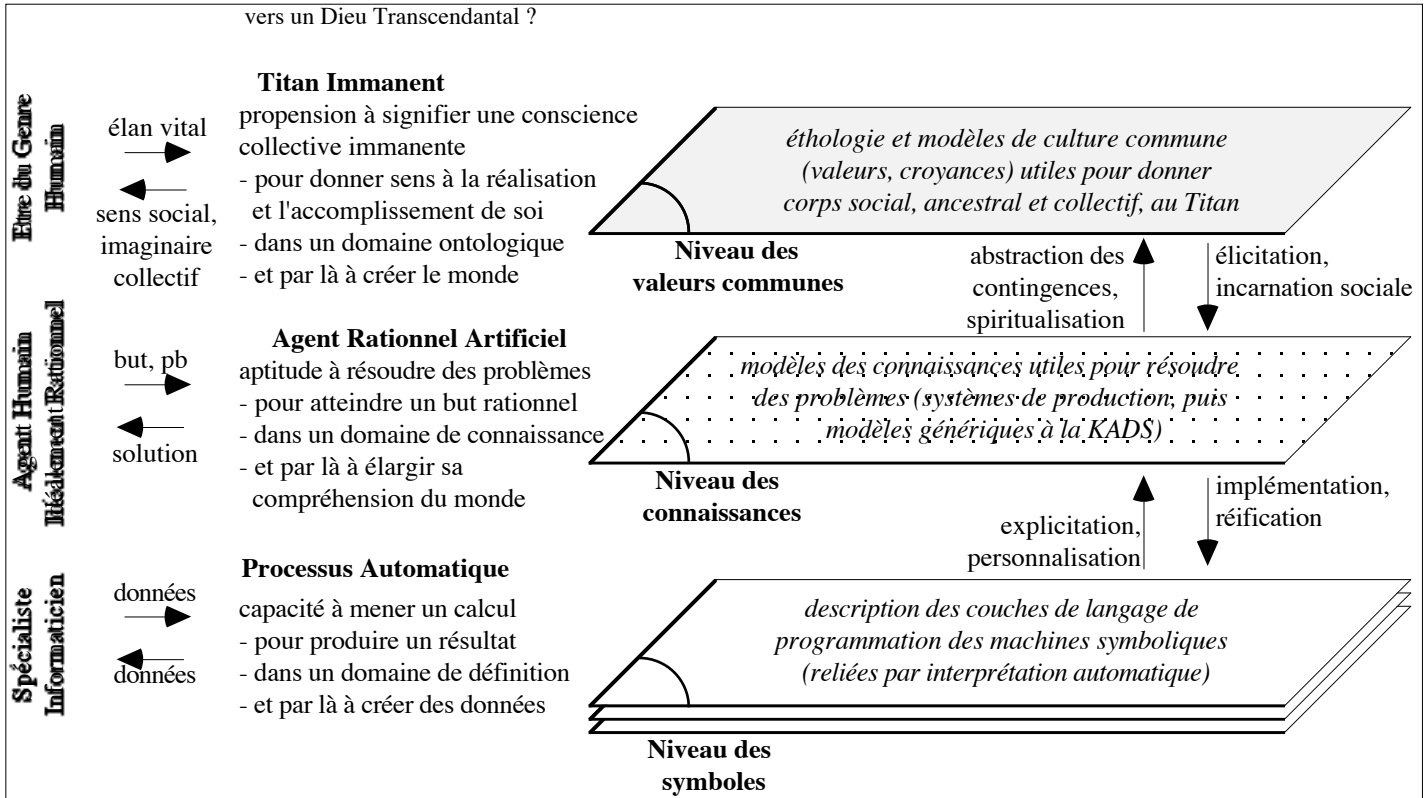 vers un Dieu Transcendantal ?
Etre du Genre
Humain
élan vital
sens social,
imaginaire
collectif
Titan Immanent
propension à signifier une conscience
collective immanente
- pour donner sens à la réalisation
et l'accomplissement de soi
- dans un domaine ontologique
- et par là à créer le monde
éthologie et modèles de culture commune
(valeurs, croyances) utiles pour donner
corps social, ancestral et collectif, au Titan
Niveau des
valeurs communes
abstraction des
contingences,
spiritualisation
élicitation,
incarnation sociale
Agent Humain
Idéalement Rationnel
but, pb
solution
Agent Rationnel Artificiel
aptitude à résoudre des problèmes
- pour atteindre un but rationnel
- dans un domaine de connaissance
- et par là à élargir sa
compréhension du monde
modèles des connaissances utiles pour résoudre
des problèmes (systèmes de production, puis
modèles génériques à la KADS)
Niveau des
connaissances
explicitation,
personnalisation
implémentation,
réification
Spécialiste
Informaticien
données
données
Processus Automatique
capacité à mener un calcul
- pour produire un résultat
- dans un domaine de définition
- et par là à créer des données
description des couches de langage de
programmation des machines symboliques
(reliées par interprétation automatique)
Niveau des
symboles